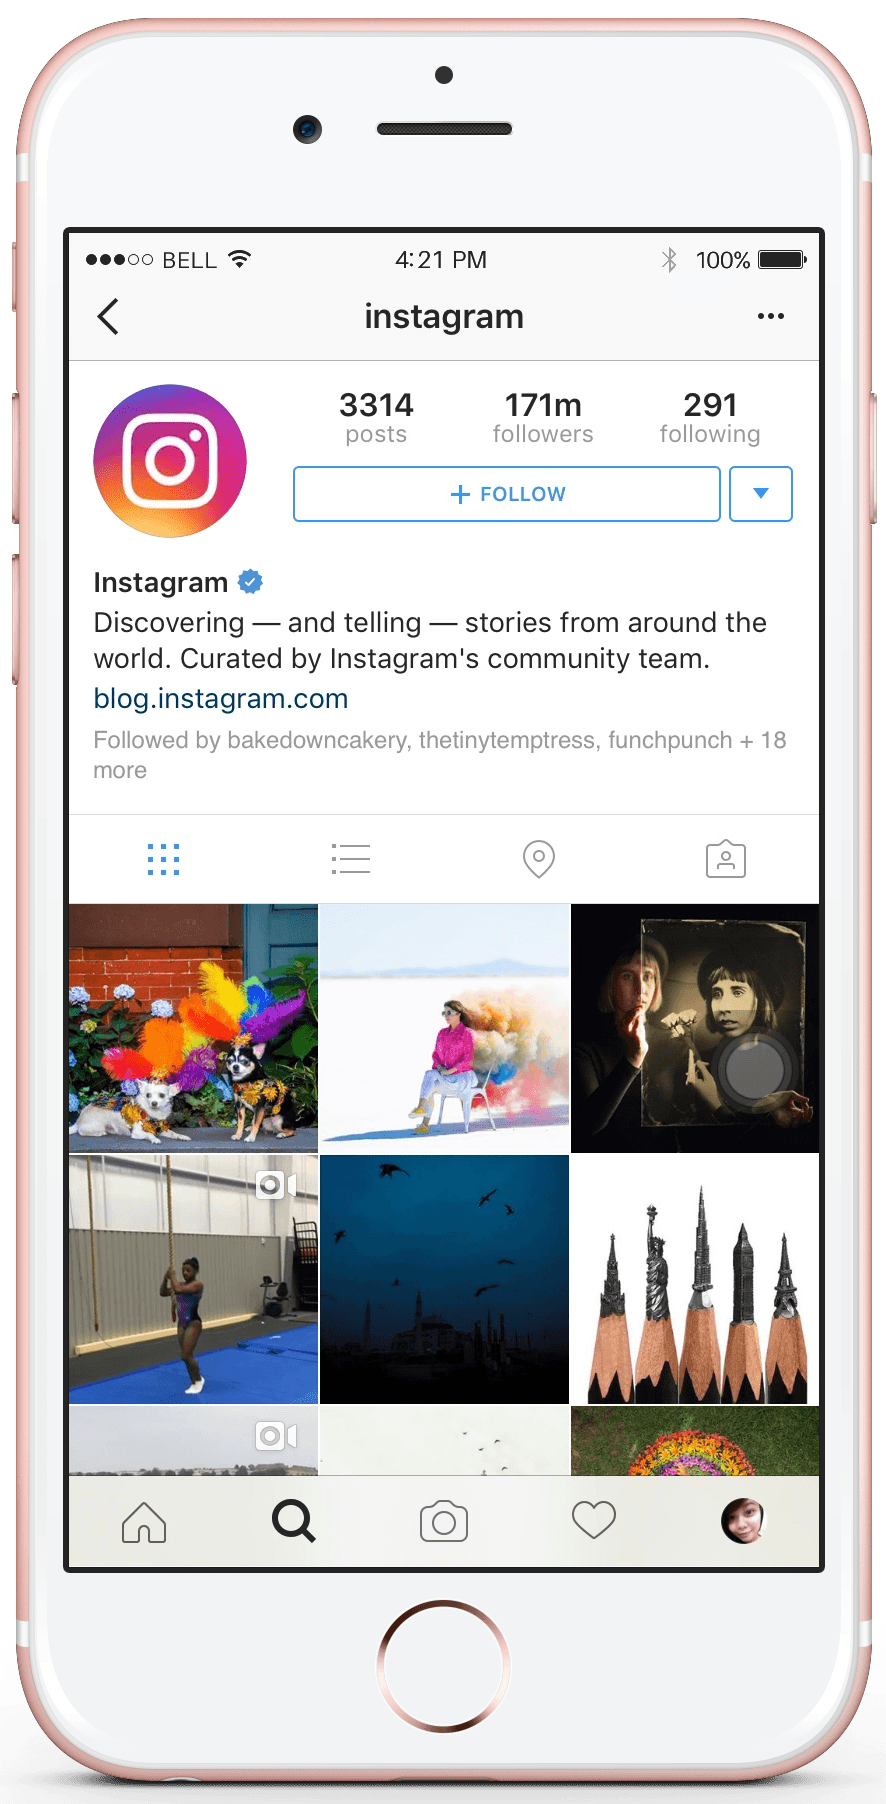 BELL 4:21 PM 100%
instagram
3314 171m 291
posts followers following
+ FOLLOW
Instagram
Discovering — and telling — stories from around the
world. Curated by Instagram's community team.
blog.instagram.com
Followed by bakedowncakery, thetinytemptress, funchpunch + 18
more